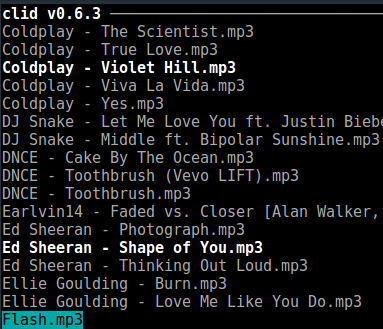 clid v0.6.3
Coldplay - The Scientist.mp3
Coldplay - True Love.mp3
Coldplay - Violet Hill.mp3
Coldplay - Viva La Vida.mp3
Coldplay - Yes.mp3
DJ Snake - Let Me Love You ft. Justin Biebe
DJ Snake - Middle ft. Bipolar Sunshine.mp3
DNCE - Cake By The Ocean.mp3
DNCE - Toothbrush (Vevo LIFT).mp3
DNCE - Toothbrush.mp3
Earlvin14 - Faded vs. Closer [Alan Walker,
Ed Sheeran - Photograph.mp3
Ed Sheeran - Shape of You.mp3
Ed Sheeran - Thinking Out Loud.mp3
Ellie Goulding - Burn.mp3
Ellie Goulding - Love Me Like You Do.mp3
Flash.mp3